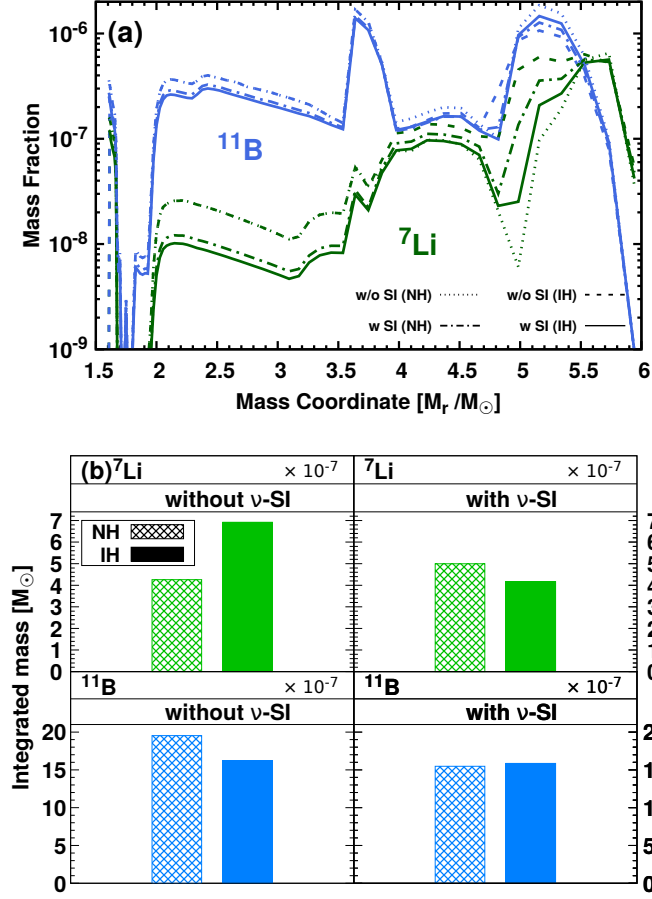 (a)
10⁻⁶
10⁻⁷
10⁻⁸
10⁻⁹
Mass Fraction
¹¹B
⁷Li
w/o SI (NH)
w/o SI (IH)
w SI (NH)
w SI (IH)
1.5 2 2.5 3 3.5 4 4.5 5 5.5 6
Mass Coordinate [Mᵣ /M☉]
(b) ⁷Li × 10⁻⁷
⁷Li × 10⁻⁷
without ν-SI
with ν-SI
NH
IH
7
6
5
4
3
2
1
0
Integrated mass [M☉]
¹¹B × 10⁻⁷
¹¹B × 10⁻⁷
without ν-SI
with ν-SI
20
15
10
5
0